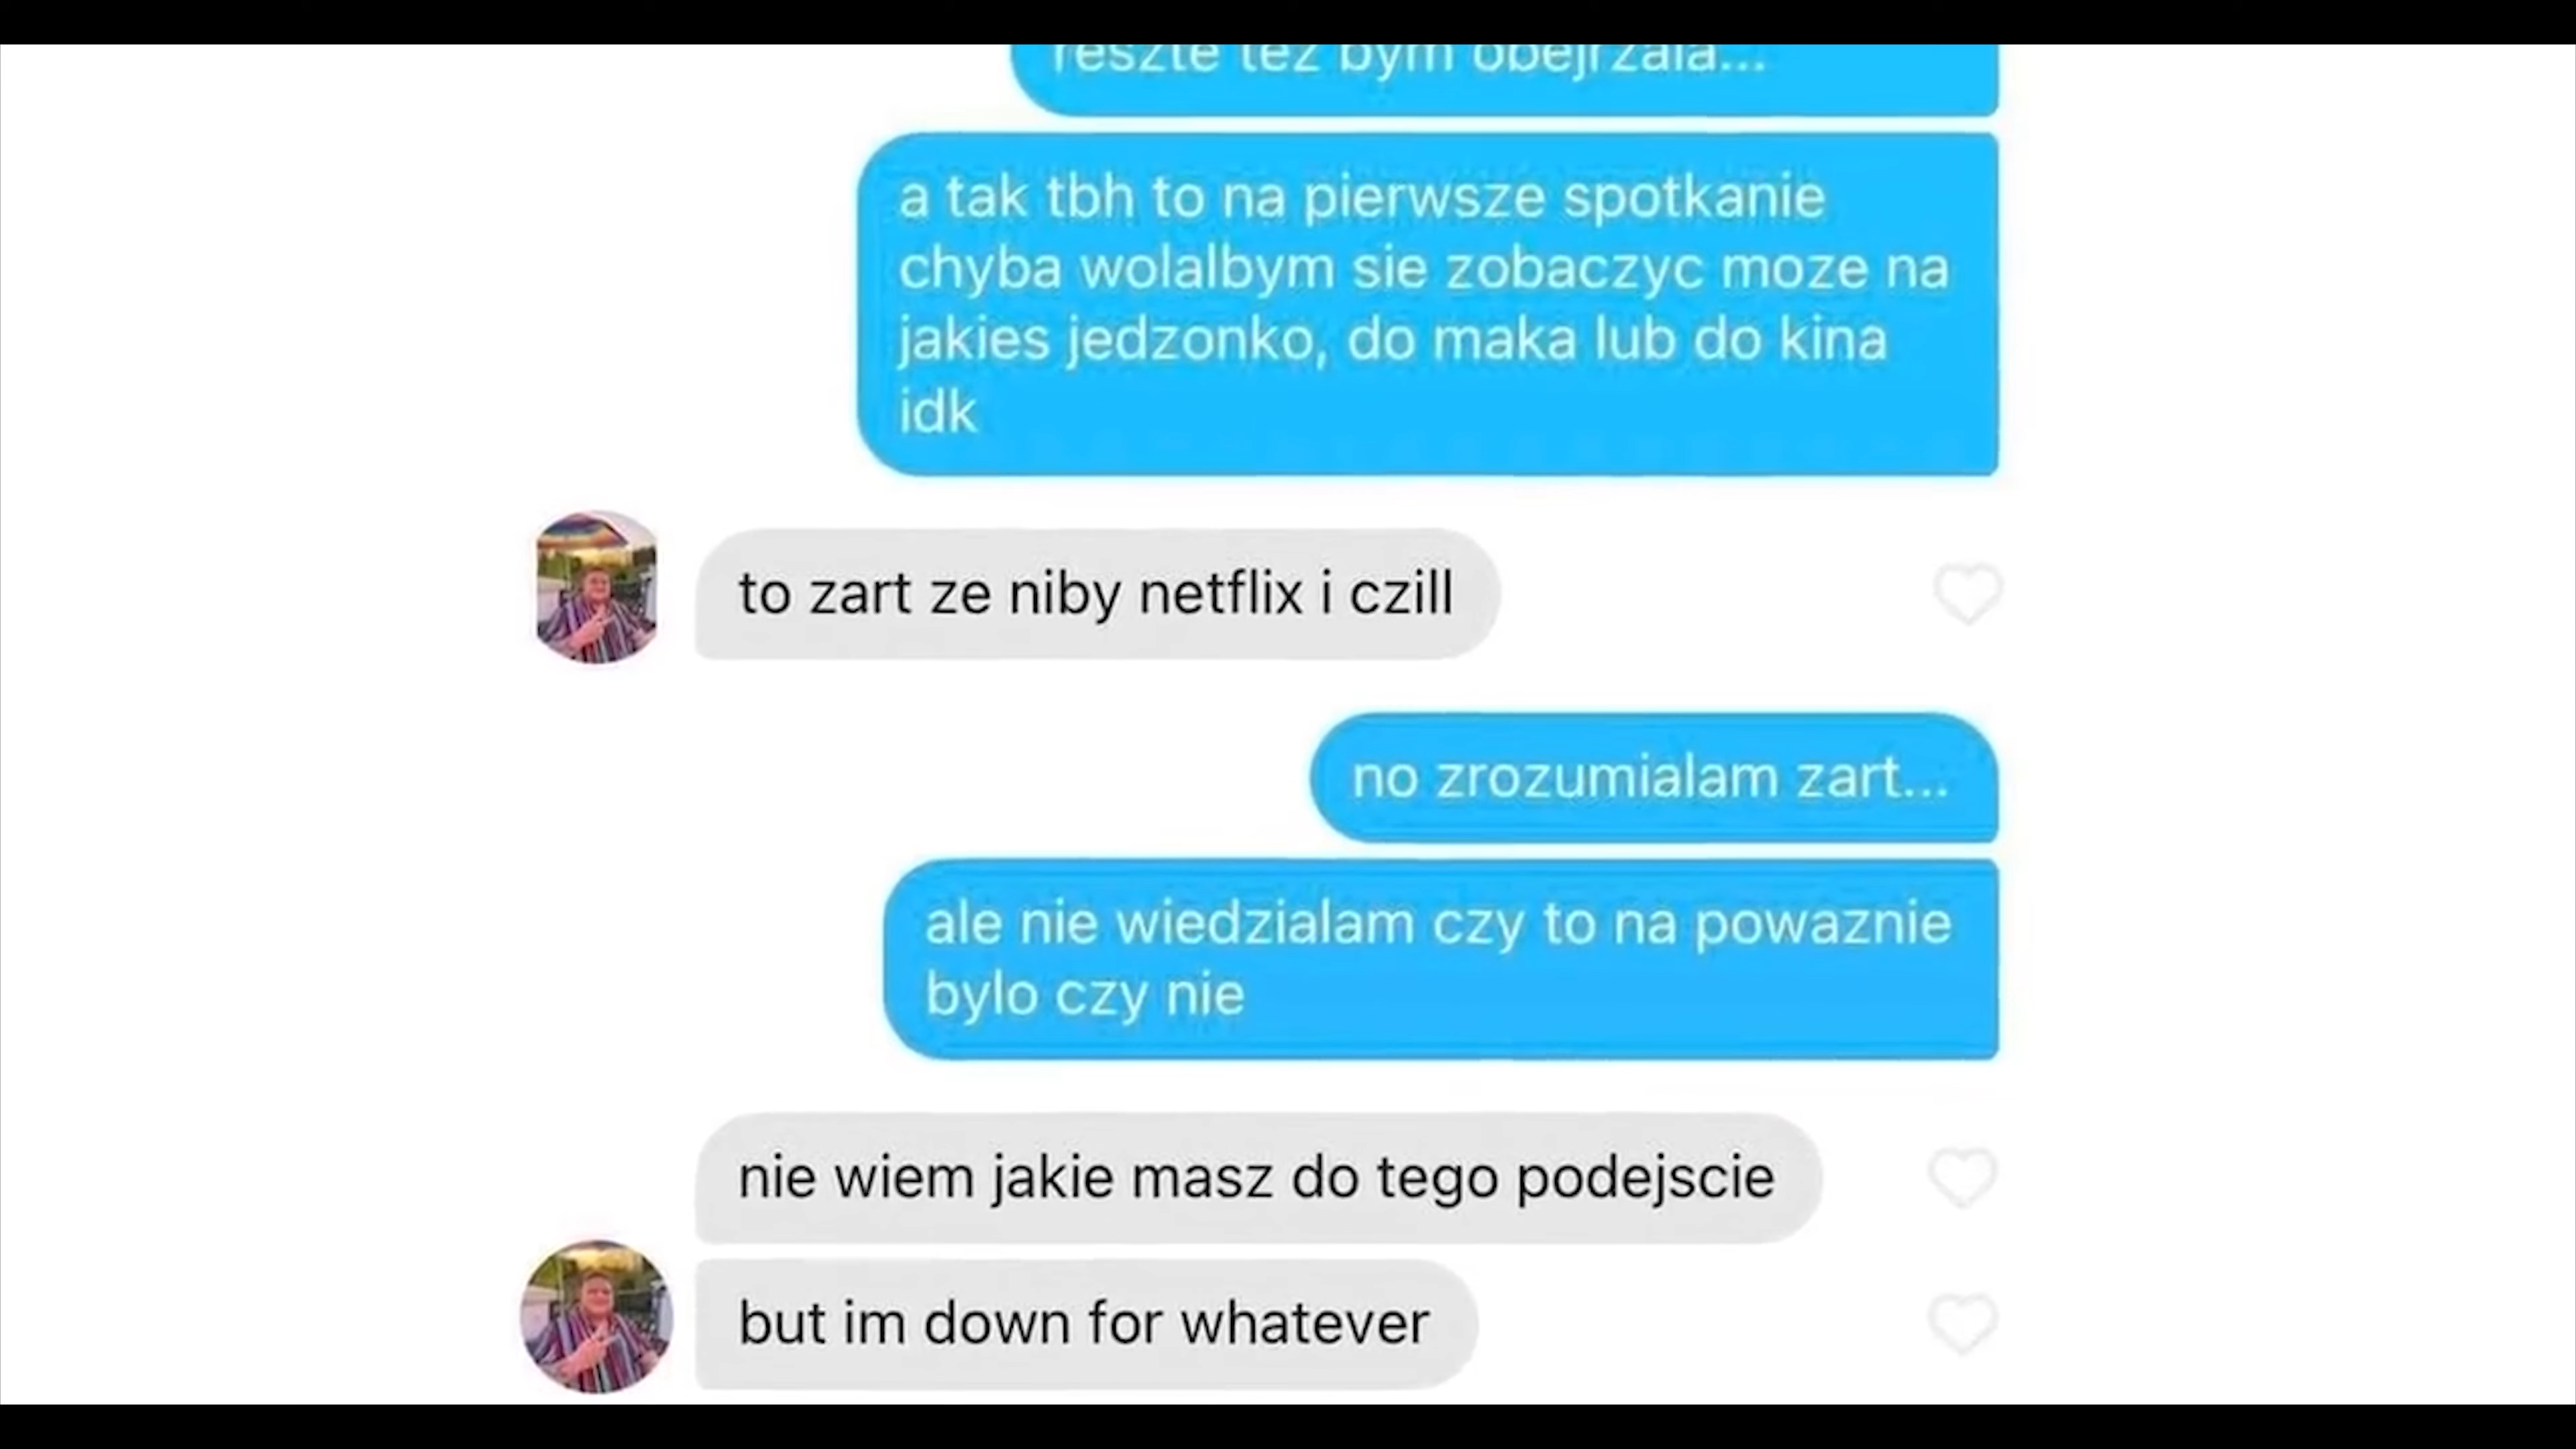 reszte tez bym obejrzala...
a tak tbh to na pierwsze spotkanie
chyba wolalbym sie zobaczyc moze na
jakies jedzonko, do maka lub do kina
idk
to zart ze niby netflix i czill
no zrozumialam zart...
ale nie wiedzialam czy to na powaznie
bylo czy nie
nie wiem jakie masz do tego podejscie
but im down for whatever